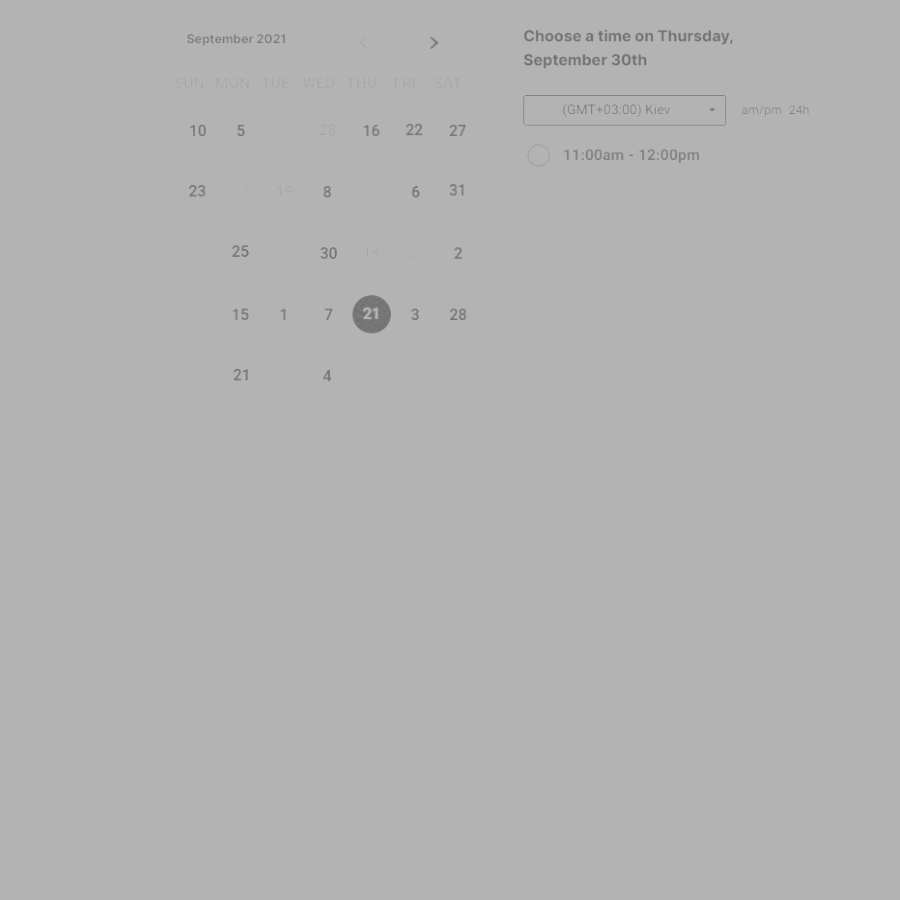 September 2021
SUN MON TUE WED THU FRI SAT
10 5 28 16 22 27
23 7 19 8 6 31
25 30 19 2
15 1 7 21 3 28
21 4
Choose a time on Thursday,
September 30th
(GMT+03:00) Kiev am/pm 24h
11:00am - 12:00pm